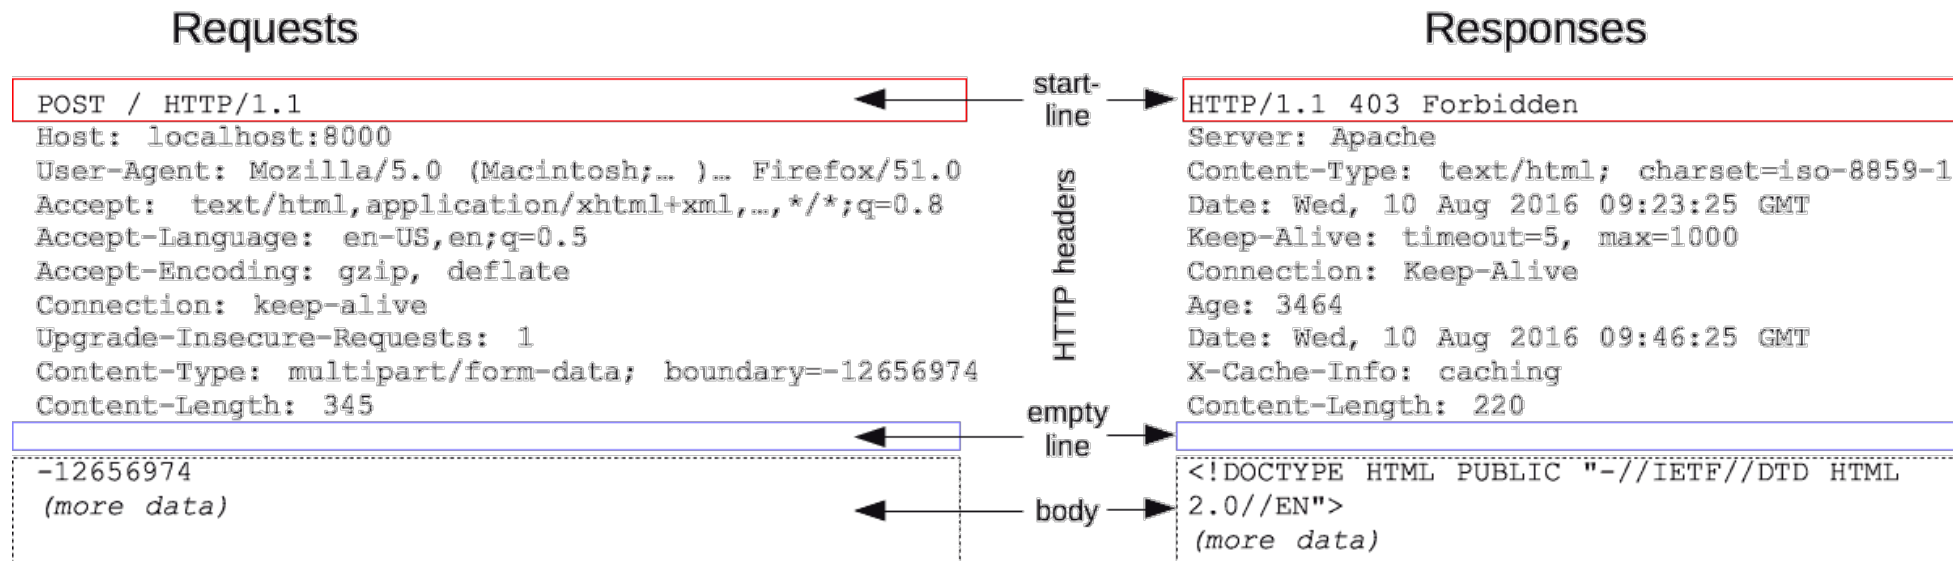 Requests
POST / HTTP/1.1
Host: localhost:8000
User-Agent: Mozilla/5.0 (Macintosh;… )… Firefox/51.0
Accept: text/html,application/xhtml+xml,…,*/*;q=0.8
Accept-Language: en-US,en;q=0.5
Accept-Encoding: gzip, deflate
Connection: keep-alive
Upgrade-Insecure-Requests: 1
Content-Type: multipart/form-data; boundary=-12656974
Content-Length: 345
-12656974
(more data)
start-
line
HTTP headers
empty
line
body
Responses
HTTP/1.1 403 Forbidden
Server: Apache
Content-Type: text/html; charset=iso-8859-1
Date: Wed, 10 Aug 2016 09:23:25 GMT
Keep-Alive: timeout=5, max=1000
Connection: Keep-Alive
Age: 3464
Date: Wed, 10 Aug 2016 09:46:25 GMT
X-Cache-Info: caching
Content-Length: 220
<!DOCTYPE HTML PUBLIC "-//IETF//DTD HTML
2.0//EN">
(more data)